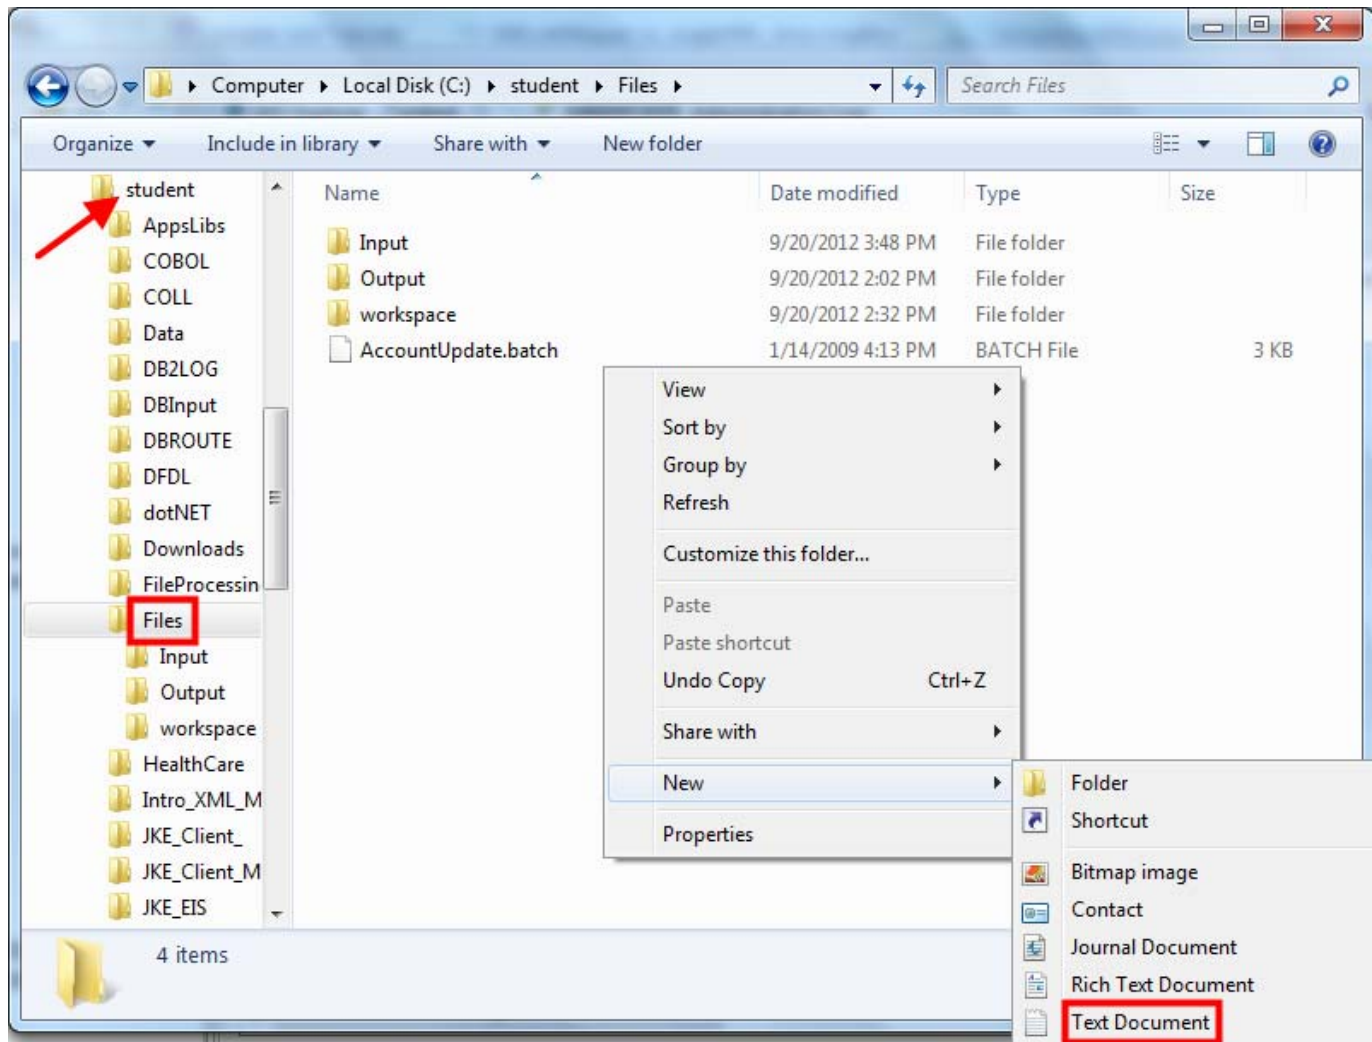 Computer Local Disk (C:) student Files Search Files
Organize Include in library Share with New folder
student
AppsLibs
COBOL
COLL
Data
DB2LOG
DBInput
DBROUTE
DFDL
dotNET
Downloads
FileProcessin
Files
Input
Output
workspace
HealthCare
Intro_XML_M
JKE_Client_
JKE_Client_M
JKE_EIS
Name Date modified Type Size
Input 9/20/2012 3:48 PM File folder
Output 9/20/2012 2:02 PM File folder
workspace 9/20/2012 2:32 PM File folder
AccountUpdate.batch 1/14/2009 4:13 PM BATCH File 3 KB
View
Sort by
Group by
Refresh
Customize this folder...
Paste
Paste shortcut
Undo Copy Ctrl+Z
Share with
New
Properties
Folder
Shortcut
Bitmap image
Contact
Journal Document
Rich Text Document
Text Document
4 items